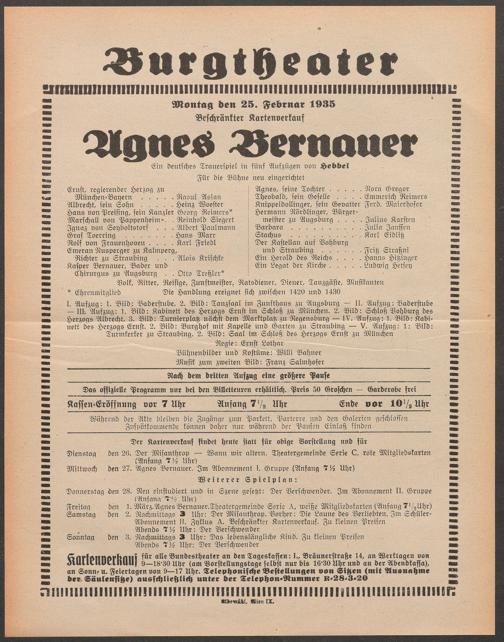 Burgtheater
Montag den 25. Februar 1935
Beschränkter Kartenverkauf
Agnes Bernauer
Ein deutsches Trauerspiel in fünf Aufzügen von Hebbel
Für die Bühne neu eingerichtet
Ernst, regierender Herzog zu
München-Bayern . . . . . Raoul Aslan
Albrecht, sein Sohn . . . . Heinz Woester
Hans von Preising, sein Kanzler Georg Reimers*
Marschall von Pappenheim . . Reinhold Siegert
Ignaz von Seyboltstorf . . . Albert Paulmann
Graf Toerring . . . . . . Hans Marr
Rolf von Frauenhoven . . . Karl Friedl
Emeran Nusperger zu Kalmperg,
Richter zu Straubing . . . Alois Krischke
Kaspar Bernauer, Bader und
Chirurgus zu Augsburg . . Otto Treßler*
Agnes, seine Tochter . . . . Nora Gregor
Theobald, sein Geselle . . . Emmerich Reimers
Knippeldollinger, sein Gevatter Ferd. Maierhofer
Hermann Nördlinger, Bürger-
meister zu Augsburg . . . Julius Karsten
Barbara . . . . . . . Julia Janssen
Stachus . . . . . . . Karl Eidlitz
Der Kastellan auf Vohburg
und Straubing . . . . . Fritz Straßni
Ein Herold des Reichs . . . Hanns Hitzinger
Ein Legat der Kirche . . . . Ludwig Hersey
Volk, Ritter, Reisige, Zunftmeister, Ratsdiener, Diener, Tanzgäste, Musikanten
* Ehrenmitglied Die Handlung ereignet sich zwischen 1420 und 1430
I. Aufzug: 1. Bild: Baderstube. 2. Bild: Tanzsaal im Zunfthaus zu Augsburg — II. Aufzug: Baderstube
— III. Aufzug: 1. Bild: Kabinett des Herzogs Ernst im Schloß zu München. 2. Bild: Schloß Vohburg des
Herzogs Albrecht. 3. Bild: Turnierplatz nächst dem Marktplatz zu Regensburg — IV. Aufzug: 1. Bild: Kabi-
nett des Herzogs Ernst. 2. Bild: Burghof mit Kapelle und Garten zu Straubing — V. Aufzug: 1. Bild:
Turmkerker zu Straubing. 2. Bild: Saal im Schloß des Herzogs Ernst zu München
Regie: Ernst Lothar
Bühnenbilder und Kostüme: Willi Bahner
Musik zum zweiten Bild: Franz Salmhofer
Nach dem dritten Aufzug eine größere Pause
Das offizielle Programm nur bei den Billetteuren erhältlich. Preis 50 Groschen — Garderobe frei
Kassen-Eröffnung vor 7 Uhr Anfang 7½ Uhr Ende vor 10½ Uhr
Während der Akte bleiben die Zugänge zum Parkett, Parterre und den Galerien geschlossen
Zuspätkommende können daher nur während der Pausen Einlaß finden
Der Kartenverkauf findet heute statt für obige Vorstellung und für
Dienstag den 26. Der Misanthrop — Wann wir altern. Theatergemeinde Serie C, rote Mitgliedskarten
(Anfang 7½ Uhr)
Mittwoch den 27. Agnes Bernauer. Im Abonnement I. Gruppe (Anfang 7½ Uhr)
Weiterer Spielplan:
Donnerstag den 28. Neu einstudiert und in Szene gesetzt: Der Verschwender. Im Abonnement II. Gruppe
(Anfang 7½ Uhr)
Freitag den 1. März. Agnes Bernauer. Theatergemeinde Serie A, weiße Mitgliedskarten (Anfang 7½ Uhr)
Samstag den 2. Nachmittags 3 Uhr: Der Misanthrop. Vorher: Die Laune des Verliebten. Im Schüler-
Abonnement II. Zyklus A. Beschränkter Kartenverkauf. Zu kleinen Preisen
Abends 7½ Uhr: Der Verschwender
Sonntag den 3. Nachmittags 3 Uhr: Das lebenslängliche Kind. Zu kleinen Preisen
Abends 7½ Uhr: Der Verschwender
Kartenverkauf für alle Bundestheater an den Tageskassen: I., Bräunerstraße 14, an Werktagen von
9—18·30 Uhr (am Vorstellungstage selbst nur bis 16·30 Uhr und an der Abendkassa),
an Sonn- u. Feiertagen von 9—17 Uhr. Telephonische Bestellungen von Sitzen (mit Ausnahme
der Säulensitze) ausschließlich unter der Telephon-Nummer R-28-3-20